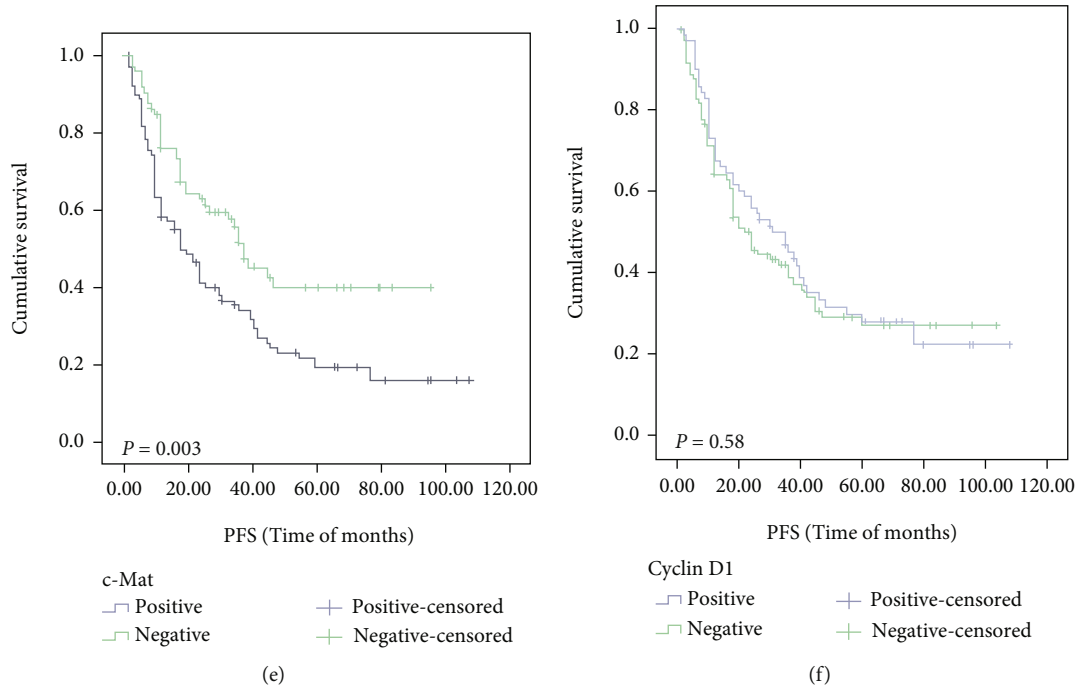 1.0
0.8
0.6
0.4
0.2
0.0
Cumulative survival
P = 0.003
0.00 20.00 40.00 60.00 80.00 100.00 120.00
PFS (Time of months)
c-Mat
Positive Positive-censored
Negative Negative-censored
(e)
1.0
0.8
0.6
0.4
0.2
0.0
Cumulative survival
P = 0.58
0.00 20.00 40.00 60.00 80.00 100.00 120.00
PFS (Time of months)
Cyclin D1
Positive Positive-censored
Negative Negative-censored
(f)